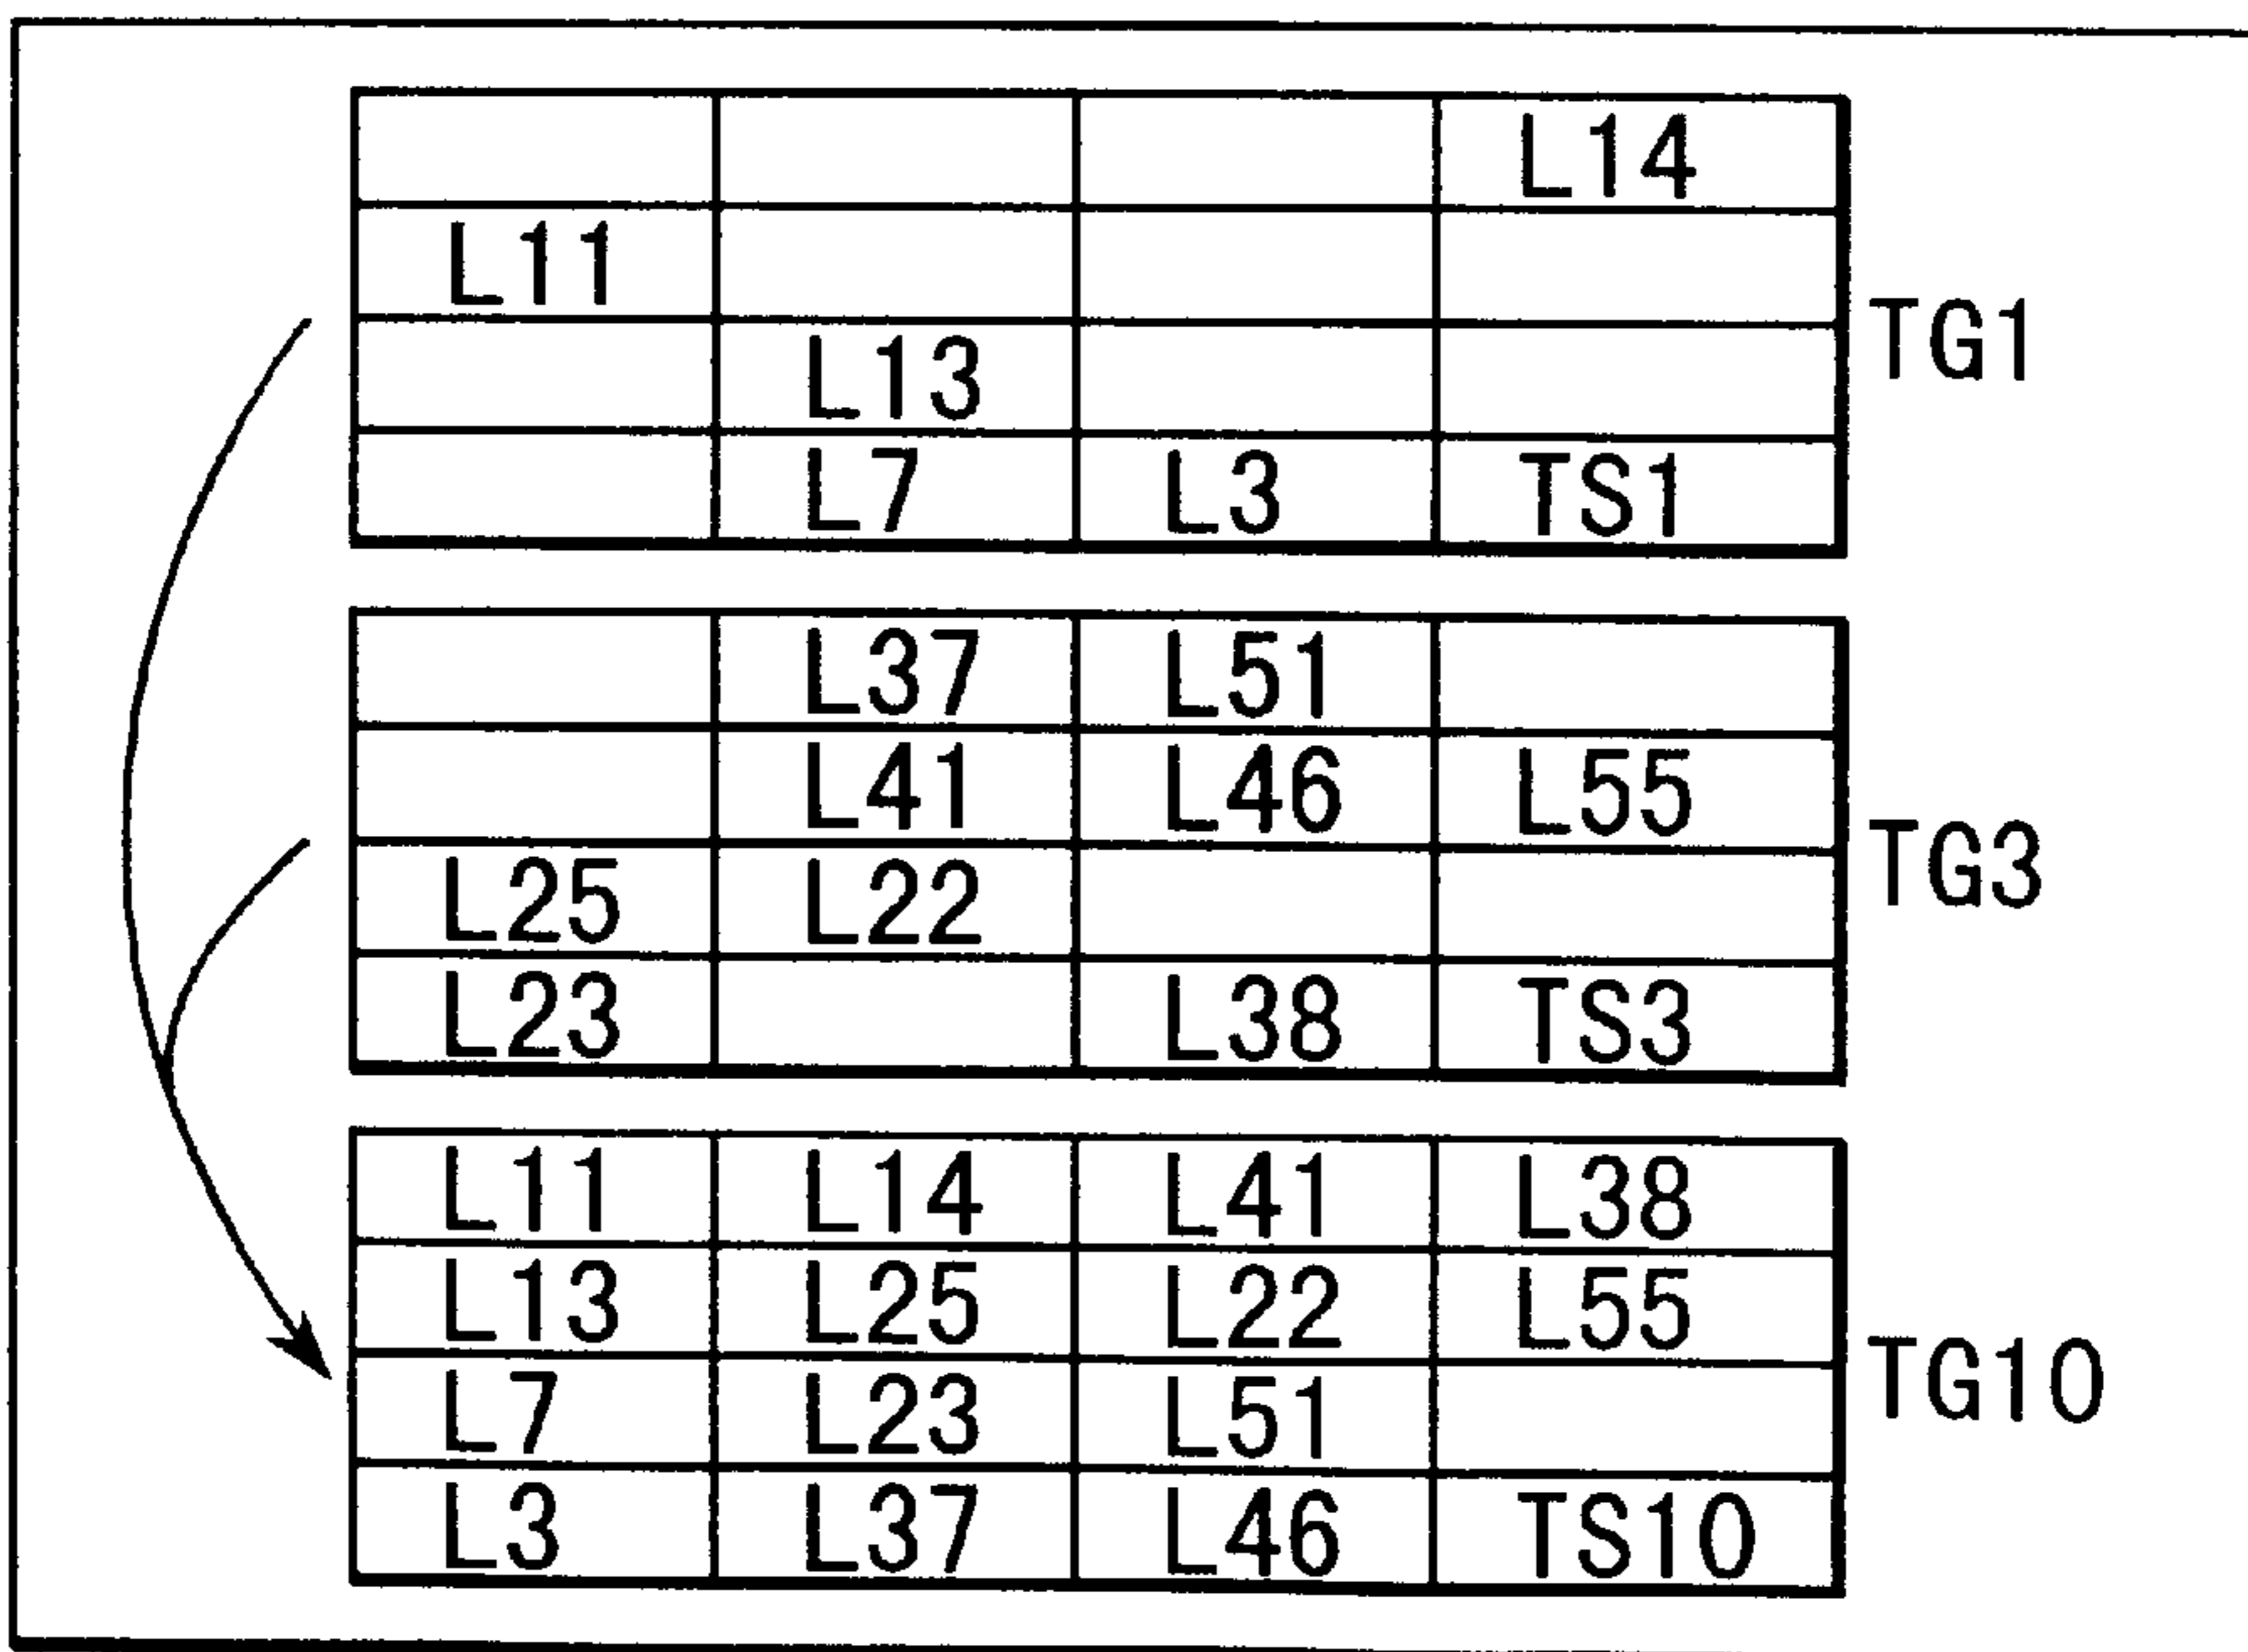 L14
L11
TG1
L13
L7 L3 TS1
L37 L51
L41 L46 L55
TG3
L25 L22
L23 L38 TS3
L11 L14 L41 L38
L13 L25 L22 L55
TG10
L7 L23 L51
L3 L37 L46 TS10